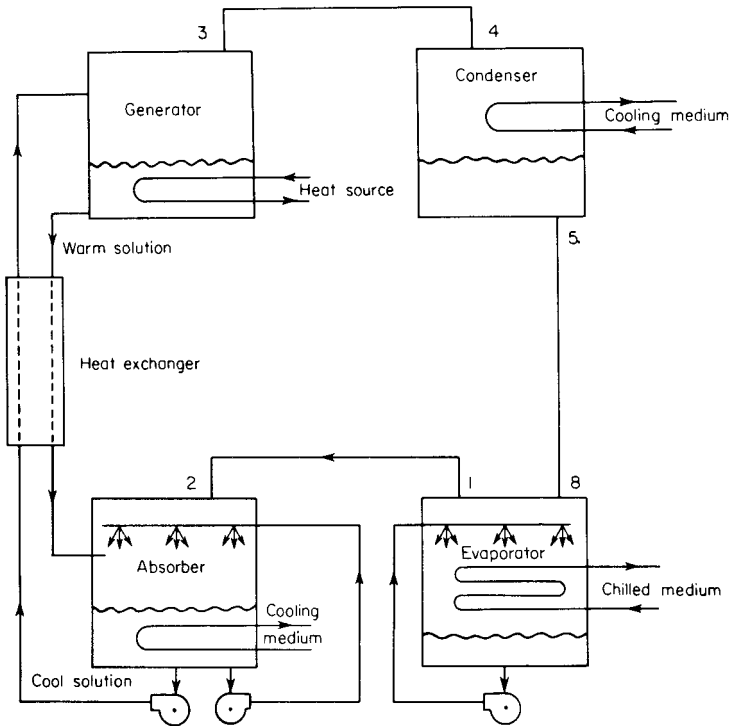 3
4
Generator
Condenser
Cooling medium
Heat source
5.
Warm solution
Heat exchanger
2
1
8
Absorber
Evaporator
Chilled medium
Cooling
medium
Cool solution